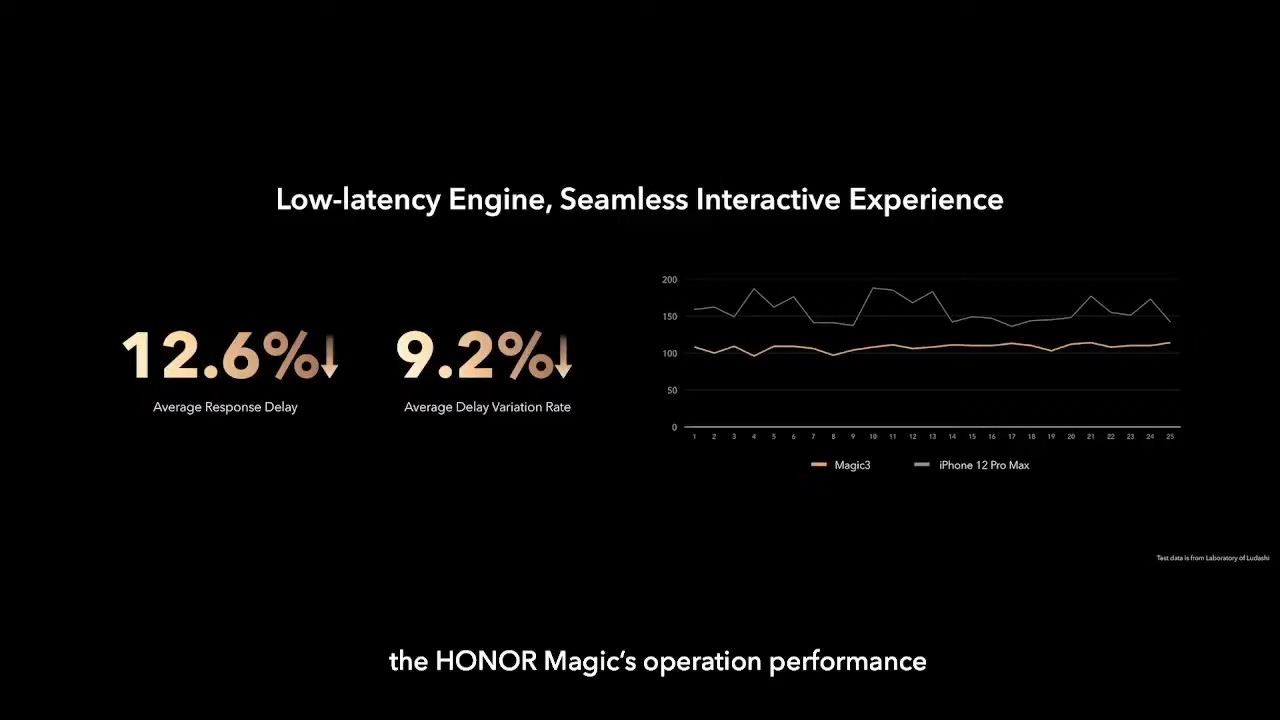 Low-latency Engine, Seamless Interactive Experience
12.6%↓
Average Response Delay
9.2%↓
Average Delay Variation Rate
200
150
100
50
0
1 2 3 4 5 6 7 8 9 10 11 12 13 14 15 16 17 18 19 20 21 22 23 24 25
Magic3 iPhone 12 Pro Max
Test data is from Laboratory of Ludashi
the HONOR Magic's operation performance